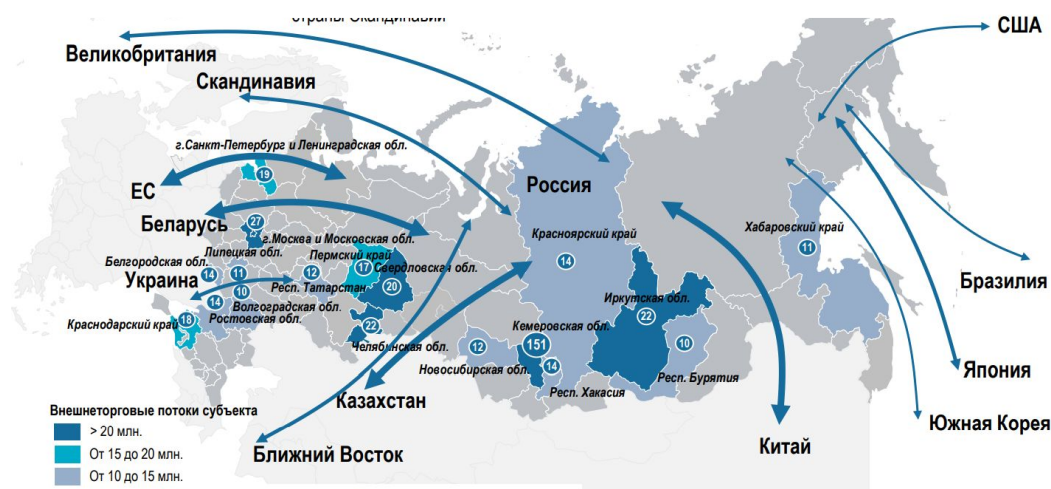 страны Скандинавии
США
Великобритания
Скандинавия
г.Санкт-Петербург и Ленинградская обл.
19
ЕС
Россия
Беларусь
27
г.Москва и Московская обл.
Красноярский край
14
Хабаровский край
11
Липецкая обл.
Белгородская обл.
14
11
Пермский край
17
Свердловская обл.
20
Украина
12
Респ. Татарстан
10
Бразилия
14
Волгоградская обл.
Ростовская обл.
Краснодарский край
18
Иркутская обл.
22
22
Челябинская обл.
Кемеровская обл.
151
12
Новосибирская обл.
14
10
Респ. Бурятия
Респ. Хакасия
Япония
Казахстан
Южная Корея
Китай
Ближний Восток
Внешнеторговые потоки субъекта
> 20 млн.
От 15 до 20 млн.
От 10 до 15 млн.